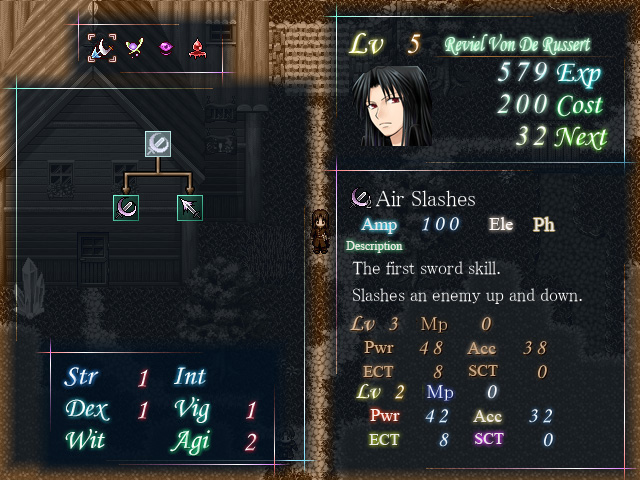 Lv 5 Reviel Von De Russert
579 Exp
200 Cost
32 Next
Air Slashes
Amp 100 Ele Ph
Description
The first sword skill.
Slashes an enemy up and down.
Lv 3 Mp 0
Pwr 48 Acc 38
ECT 8 SCT 0
Lv 2 Mp 0
Pwr 42 Acc 32
ECT 8 SCT 0
Str 1 Int
Dex 1 Vig 1
Wit Agi 2